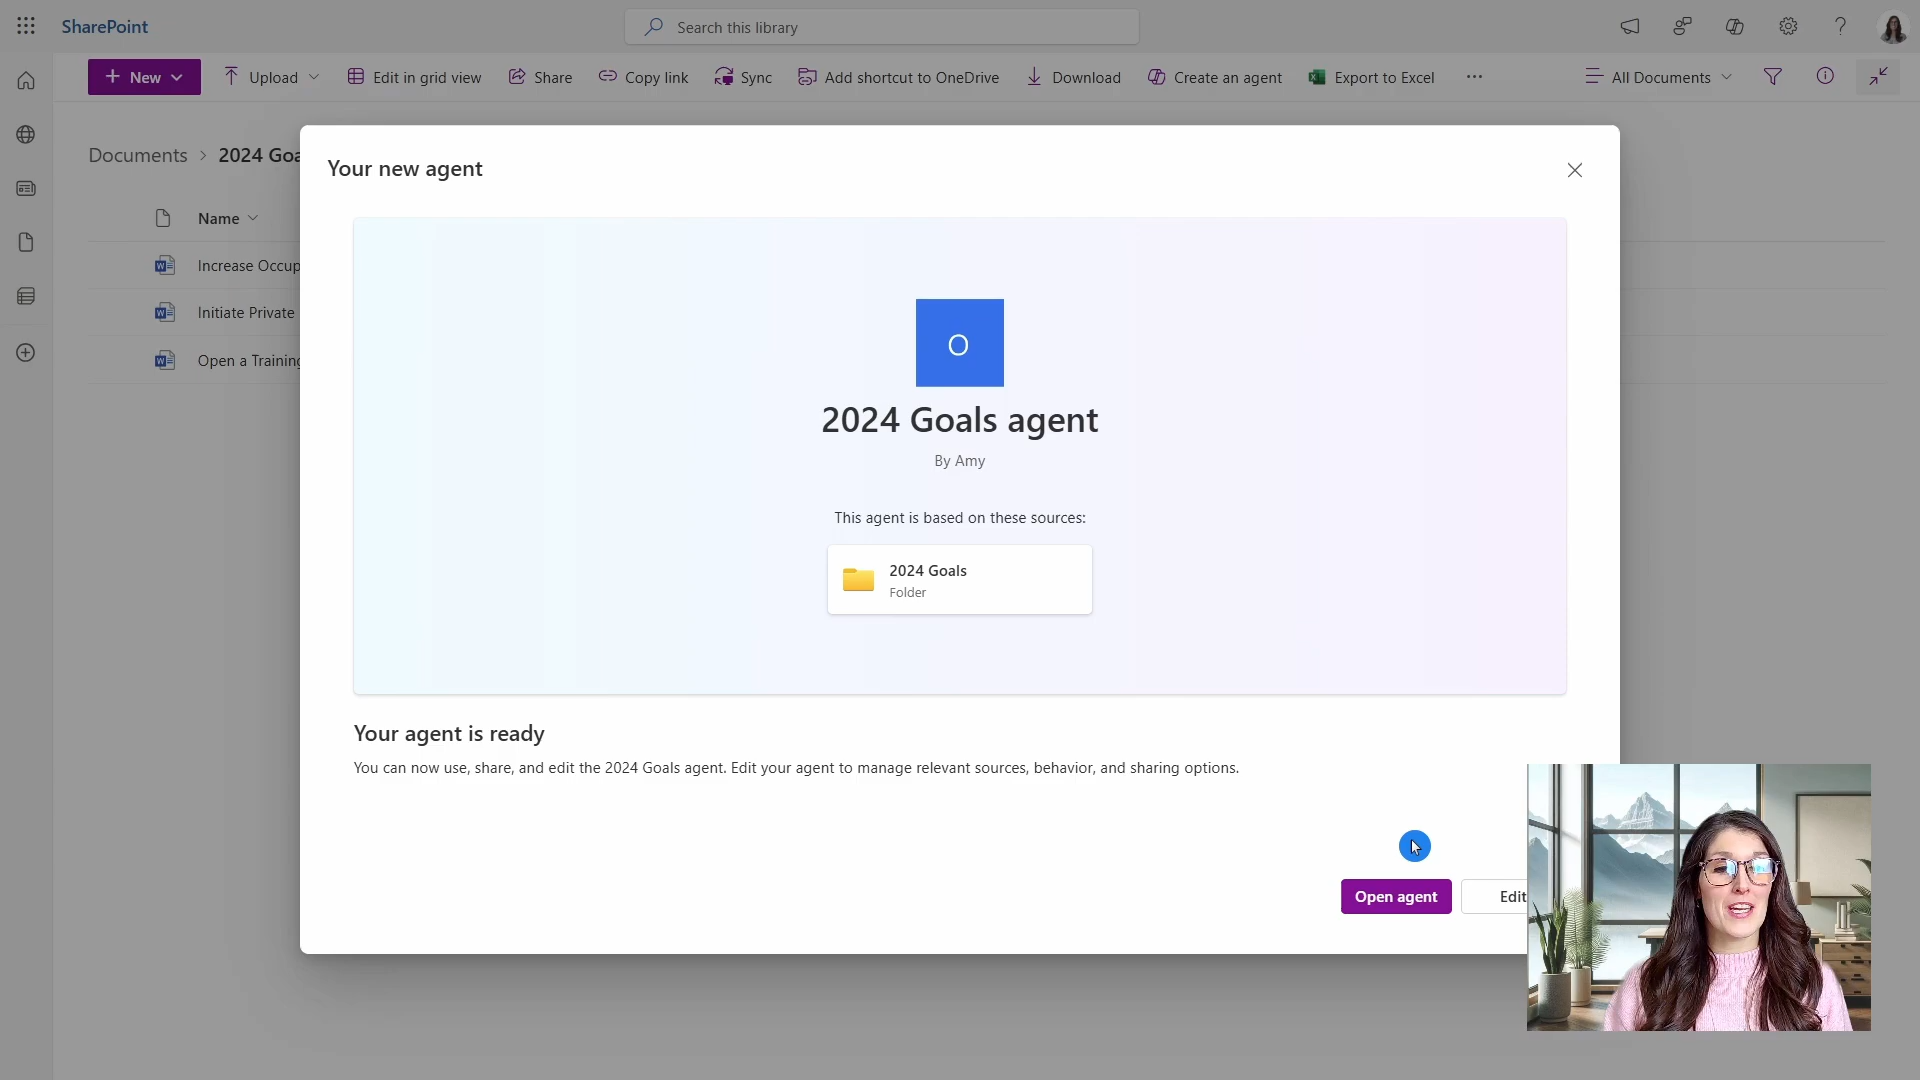 SharePoint
Search this library
New
Upload
Edit in grid view
Share
Copy link
Sync
Add shortcut to OneDrive
Download
Create an agent
Export to Excel
All Documents
Documents > 2024 Goa
Your new agent
Name
Increase Occup
Initiate Private
Open a Training
O
2024 Goals agent
By Amy
This agent is based on these sources:
2024 Goals
Folder
Your agent is ready
You can now use, share, and edit the 2024 Goals agent. Edit your agent to manage relevant sources, behavior, and sharing options.
Open agent
Edit